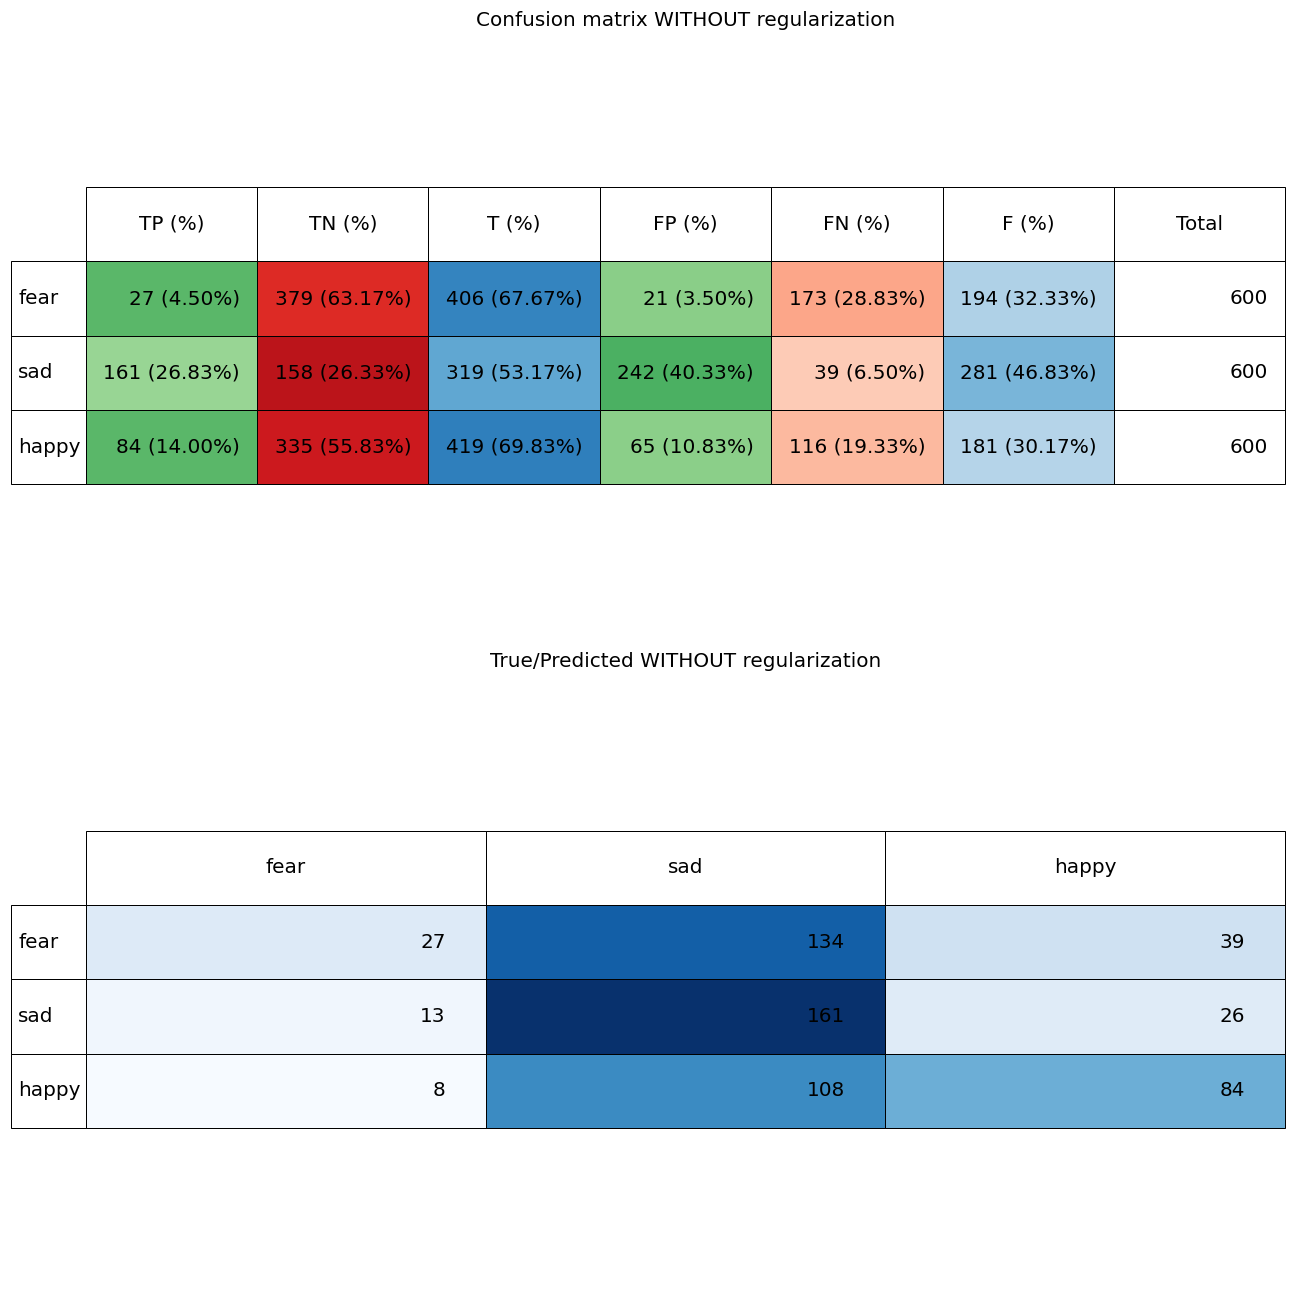 Confusion matrix WITHOUT regularization
TP (%) TN (%) T (%) FP (%) FN (%) F (%) Total
fear 27 (4.50%) 379 (63.17%) 406 (67.67%) 21 (3.50%) 173 (28.83%) 194 (32.33%) 600
sad 161 (26.83%) 158 (26.33%) 319 (53.17%) 242 (40.33%) 39 (6.50%) 281 (46.83%) 600
happy 84 (14.00%) 335 (55.83%) 419 (69.83%) 65 (10.83%) 116 (19.33%) 181 (30.17%) 600
True/Predicted WITHOUT regularization
fear sad happy
fear 27 134 39
sad 13 161 26
happy 8 108 84